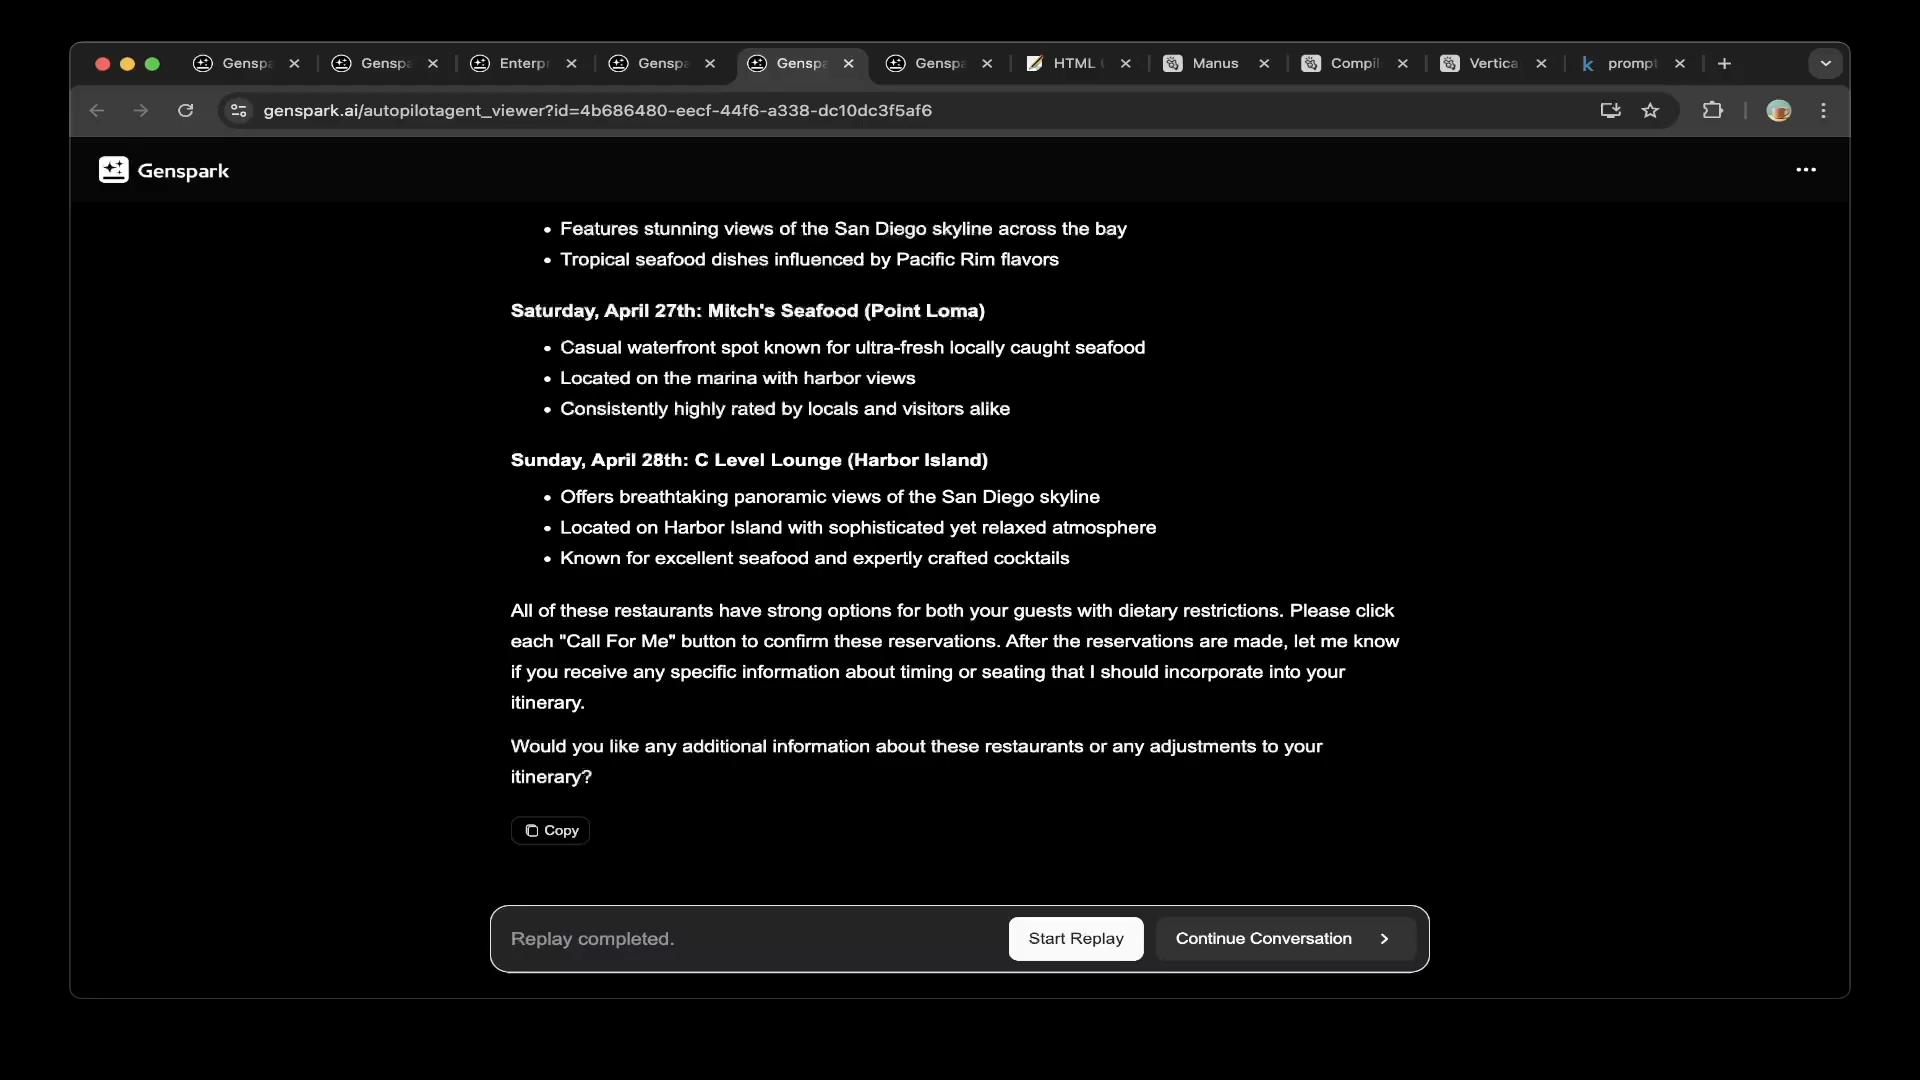 Genspa
Genspa
Enterpr
Genspa
Genspa
Genspa
HTML
Manus
Compil
Vertica
prompt
genspark.ai/autopilotagent_viewer?id=4b686480-eecf-44f6-a338-dc10dc3f5af6
Genspark
• Features stunning views of the San Diego skyline across the bay
• Tropical seafood dishes influenced by Pacific Rim flavors
Saturday, April 27th: Mitch's Seafood (Point Loma)
• Casual waterfront spot known for ultra-fresh locally caught seafood
• Located on the marina with harbor views
• Consistently highly rated by locals and visitors alike
Sunday, April 28th: C Level Lounge (Harbor Island)
• Offers breathtaking panoramic views of the San Diego skyline
• Located on Harbor Island with sophisticated yet relaxed atmosphere
• Known for excellent seafood and expertly crafted cocktails
All of these restaurants have strong options for both your guests with dietary restrictions. Please click
each "Call For Me" button to confirm these reservations. After the reservations are made, let me know
if you receive any specific information about timing or seating that I should incorporate into your
itinerary.
Would you like any additional information about these restaurants or any adjustments to your
itinerary?
Copy
Replay completed.
Start Replay
Continue Conversation